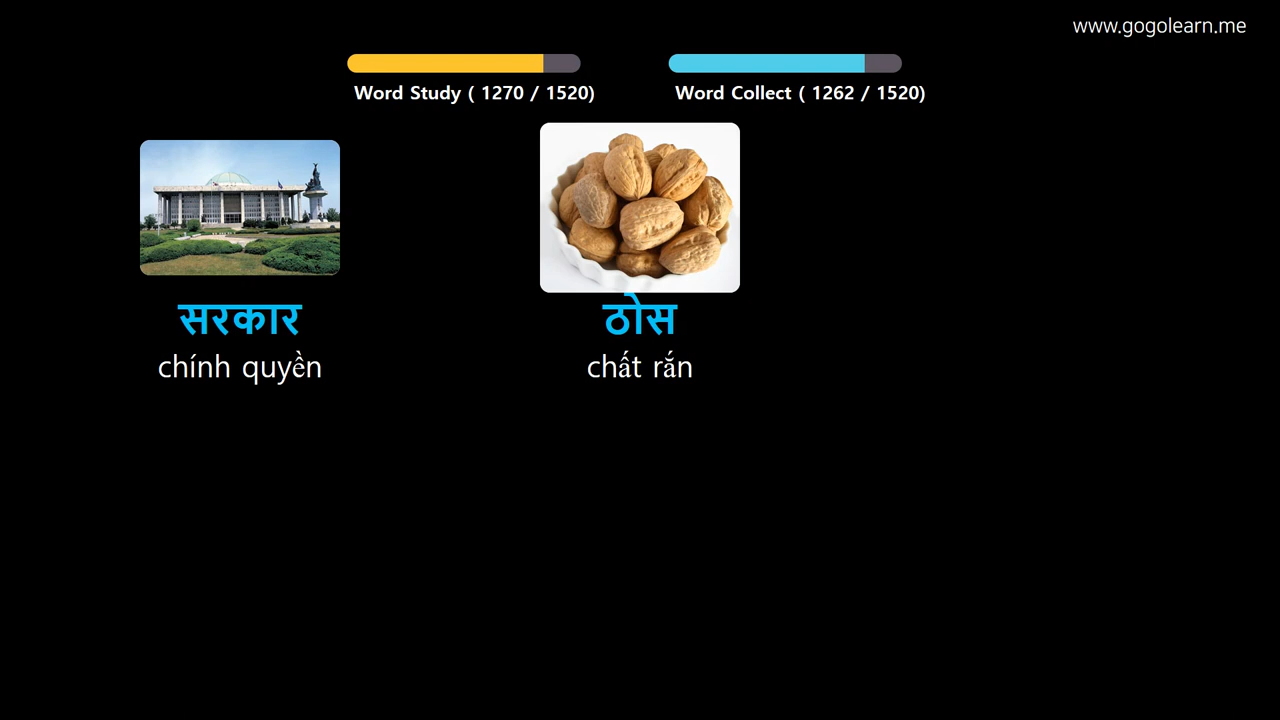 www.gogolearn.me
Word Study ( 1270 / 1520)
Word Collect ( 1262 / 1520)
सरकार
chính quyền
ठोस
chất rắn